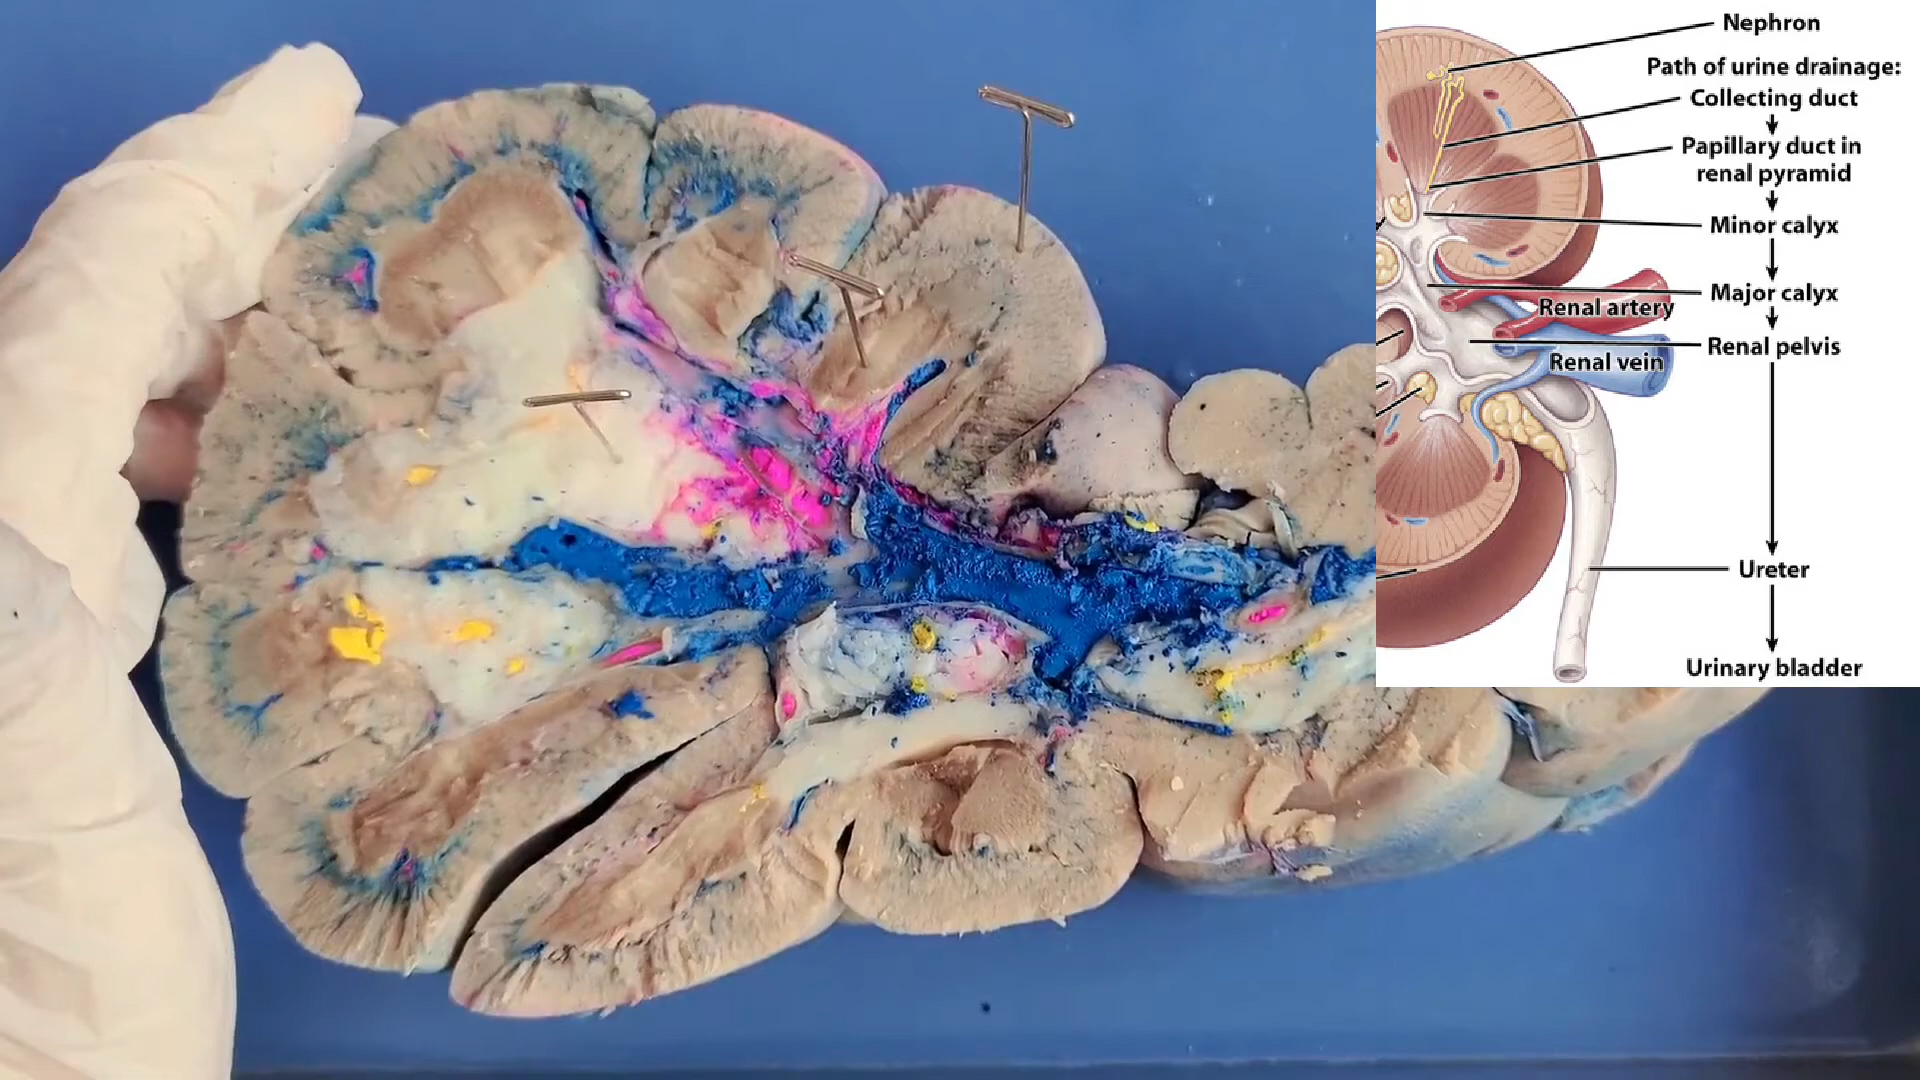 Nephron
Path of urine drainage:
Collecting duct
Papillary duct in
renal pyramid
Minor calyx
Major calyx
Renal artery
Renal pelvis
Renal vein
Ureter
Urinary bladder